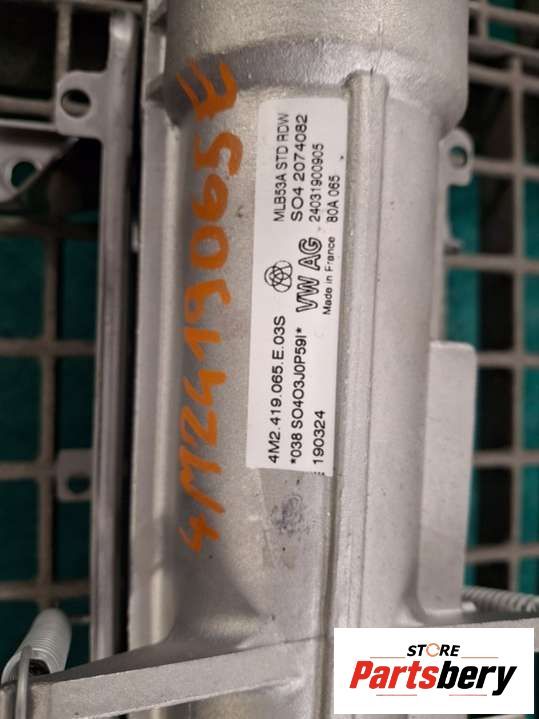 4M2419065E
MLB53A STD RDW
SO4 2074082
24031900905
80A 065
VW AG
Made in France
4M2.419.065.E.03S
*038 SO4O3J0P59I*
190324
STORE
Partsbery